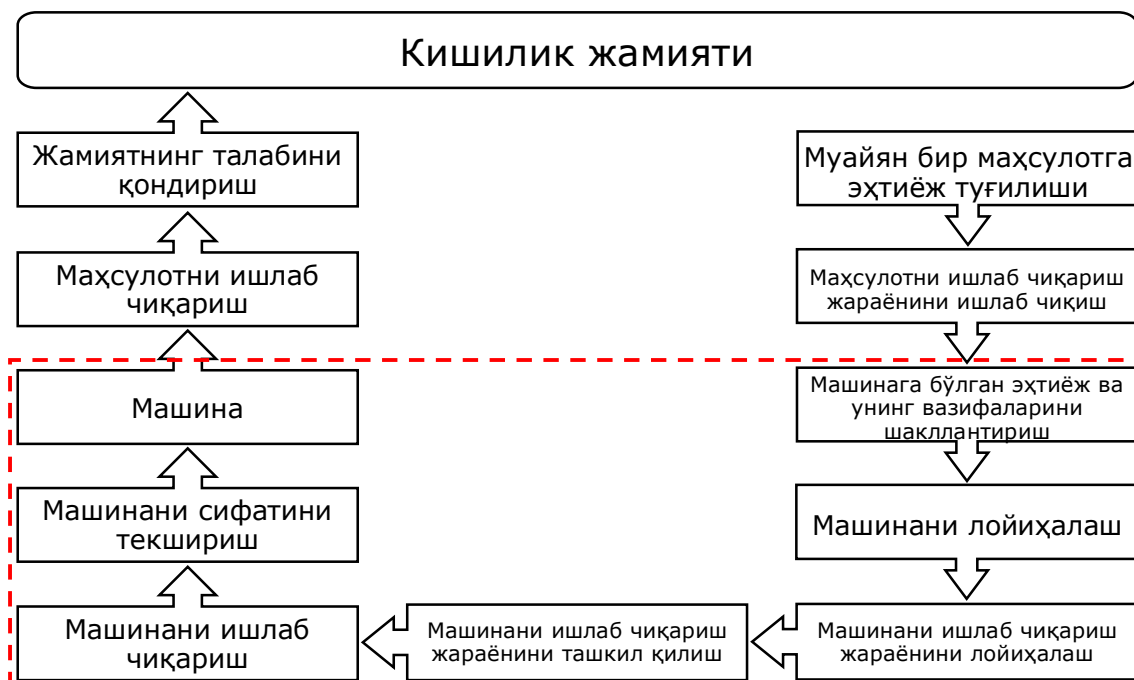 Кишилик жамияти
Жамиятнинг талабини
қондириш
Муайян бир маҳсулотга
эҳтиёж туғилиши
Маҳсулотни ишлаб
чиқариш
Маҳсулотни ишлаб чиқариш
жараёнини ишлаб чиқиш
Машина
Машинага бўлган эҳтиёж ва
унинг вазифаларини
шакллантириш
Машинани сифатини
текшириш
Машинани лойиҳалаш
Машинани ишлаб
чиқариш
Машинани ишлаб чиқариш
жараёнини ташкил қилиш
Машинани ишлаб чиқариш
жараёнини лойиҳалаш